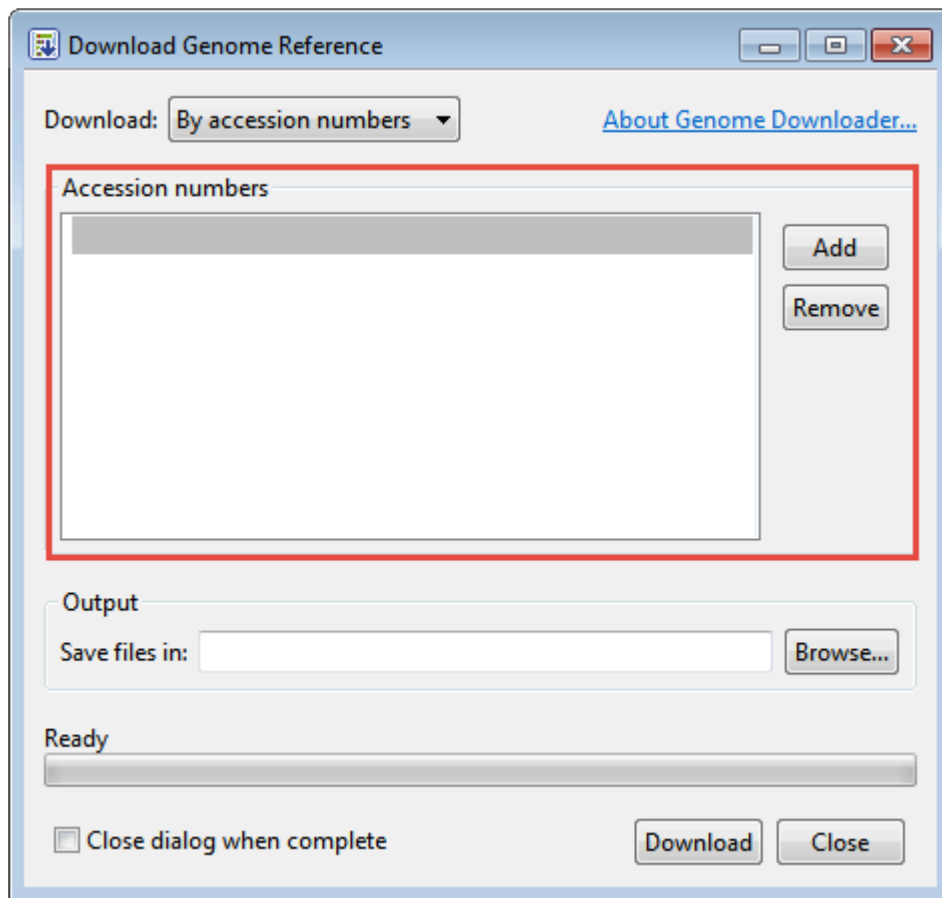 Download Genome Reference
Download: By accession numbers About Genome Downloader...
Accession numbers
Add
Remove
Output
Save files in: Browse...
Ready
Close dialog when complete Download Close